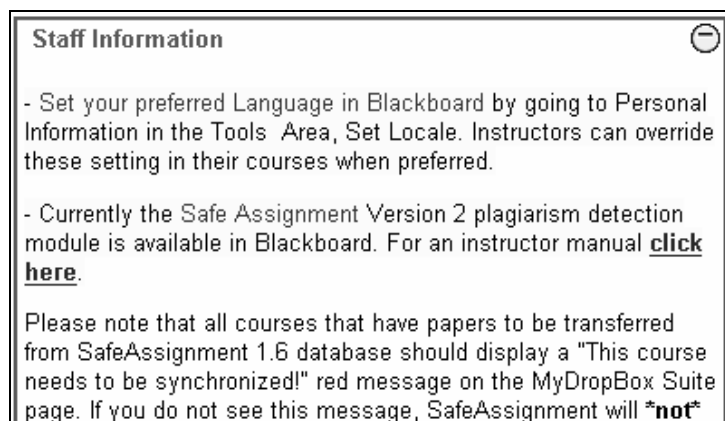 Staff Information
- Set your preferred Language in Blackboard by going to Personal
Information in the Tools Area, Set Locale. Instructors can override
these setting in their courses when preferred.
- Currently the Safe Assignment Version 2 plagiarism detection
module is available in Blackboard. For an instructor manual click
here.
Please note that all courses that have papers to be transferred
from SafeAssignment 1.6 database should display a "This course
needs to be synchronized!" red message on the MyDropBox Suite
page. If you do not see this message, SafeAssignment will *not*